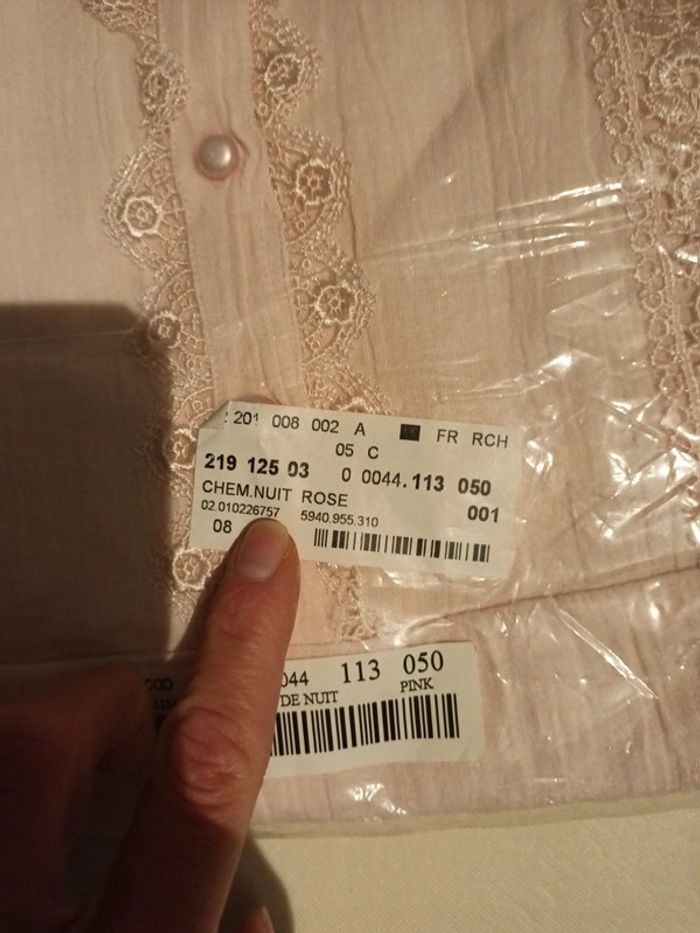 201 008 002 A FR RCH
05 C
219 125 03 0 0044.113 050
CHEM.NUIT ROSE 001
02.010226757 5940.955.310
08
044 113 050
DE NUIT PINK